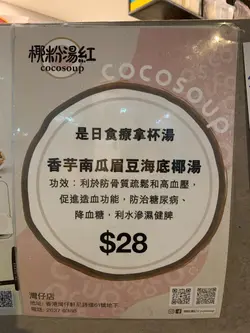 椰粉湯紅
cocosoup
COCOSOUP
是日食療拿杯湯
香芋南瓜眉豆海底椰湯
功效：利於防骨質疏鬆和高血壓，
促進造血功能，防治糖尿病、
降血糖，利水滲濕健脾
$28
灣仔店